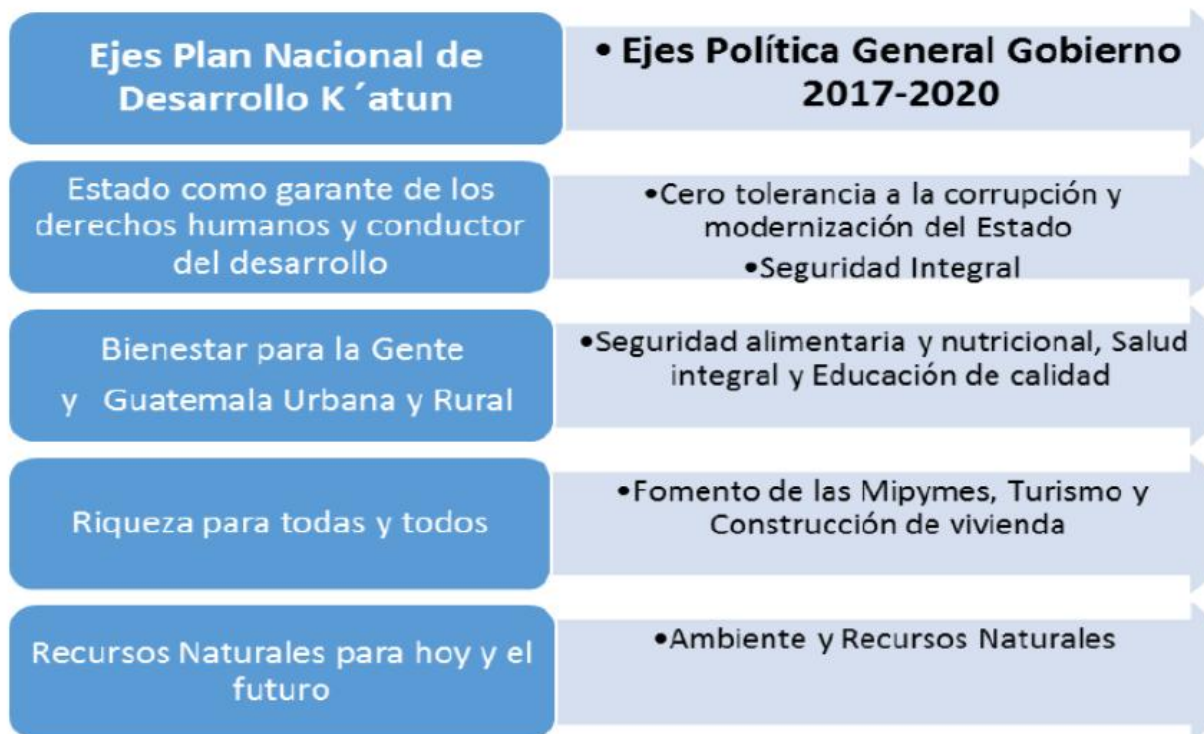 Ejes Plan Nacional de
Desarrollo K ´atun
• Ejes Política General Gobierno
2017-2020
Estado como garante de los
derechos humanos y conductor
del desarrollo
•Cero tolerancia a la corrupción y
modernización del Estado
•Seguridad Integral
Bienestar para la Gente
y Guatemala Urbana y Rural
•Seguridad alimentaria y nutricional, Salud
integral y Educación de calidad
Riqueza para todas y todos
•Fomento de las Mipymes, Turismo y
Construcción de vivienda
Recursos Naturales para hoy y el
futuro
•Ambiente y Recursos Naturales